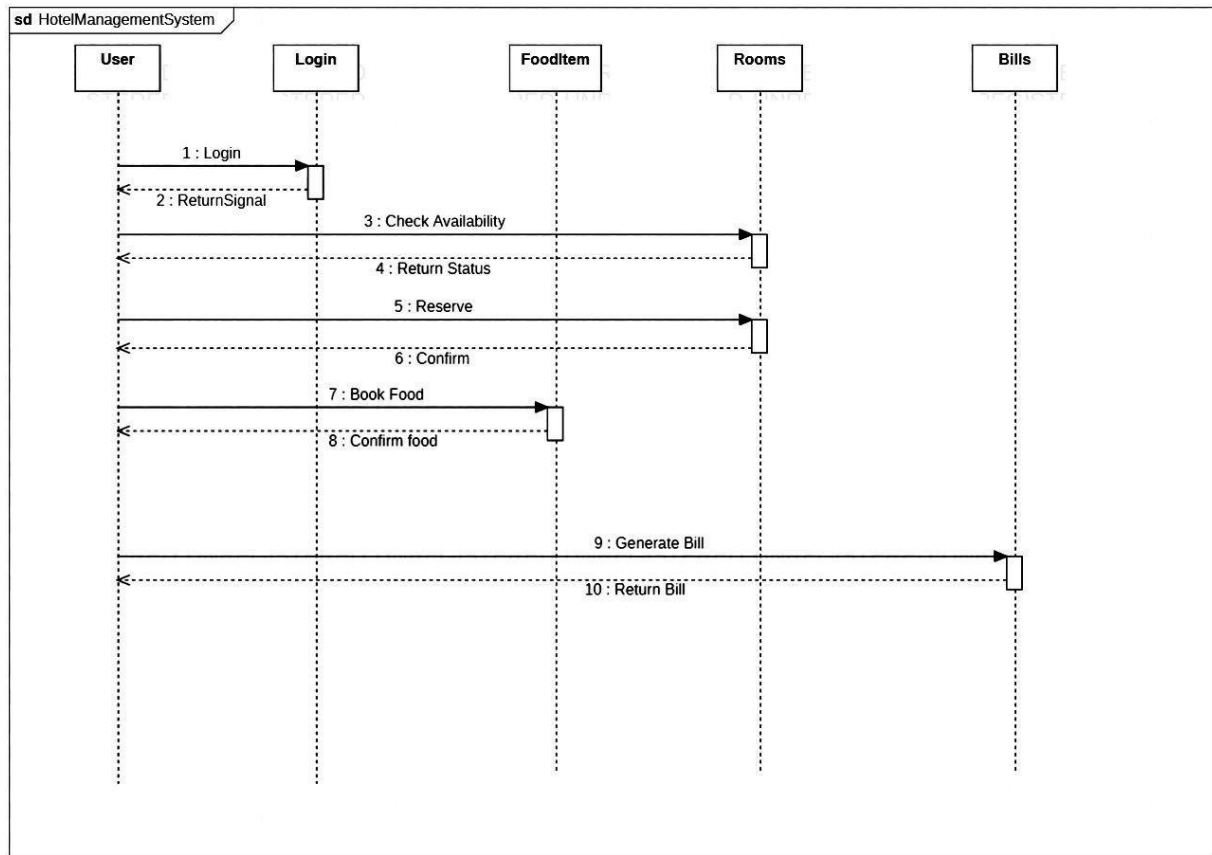 sd HotelManagementSystem
User
Login
FoodItem
Rooms
Bills
1 : Login
2 : ReturnSignal
3 : Check Availability
4 : Return Status
5 : Reserve
6 : Confirm
7 : Book Food
8 : Confirm food
9 : Generate Bill
10 : Return Bill